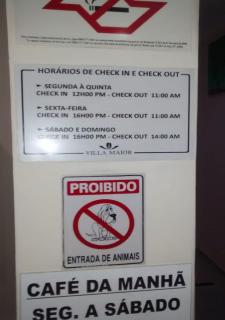 HORÁRIOS DE CHECK IN E CHECK OUT
➤ SEGUNDA À QUINTA
CHECK IN 12H00 PM - CHECK OUT 11:00 AM
➤ SEXTA-FEIRA
CHECK IN 16H00 PM - CHECK OUT 11:00 AM
➤ SÁBADO E DOMINGO
CHECK IN 16H00 PM - CHECK OUT 14:00 AM
VILLA MAIOR
PROIBIDO
ENTRADA DE ANIMAIS
CAFÉ DA MANHÃ
SEG. A SÁBADO